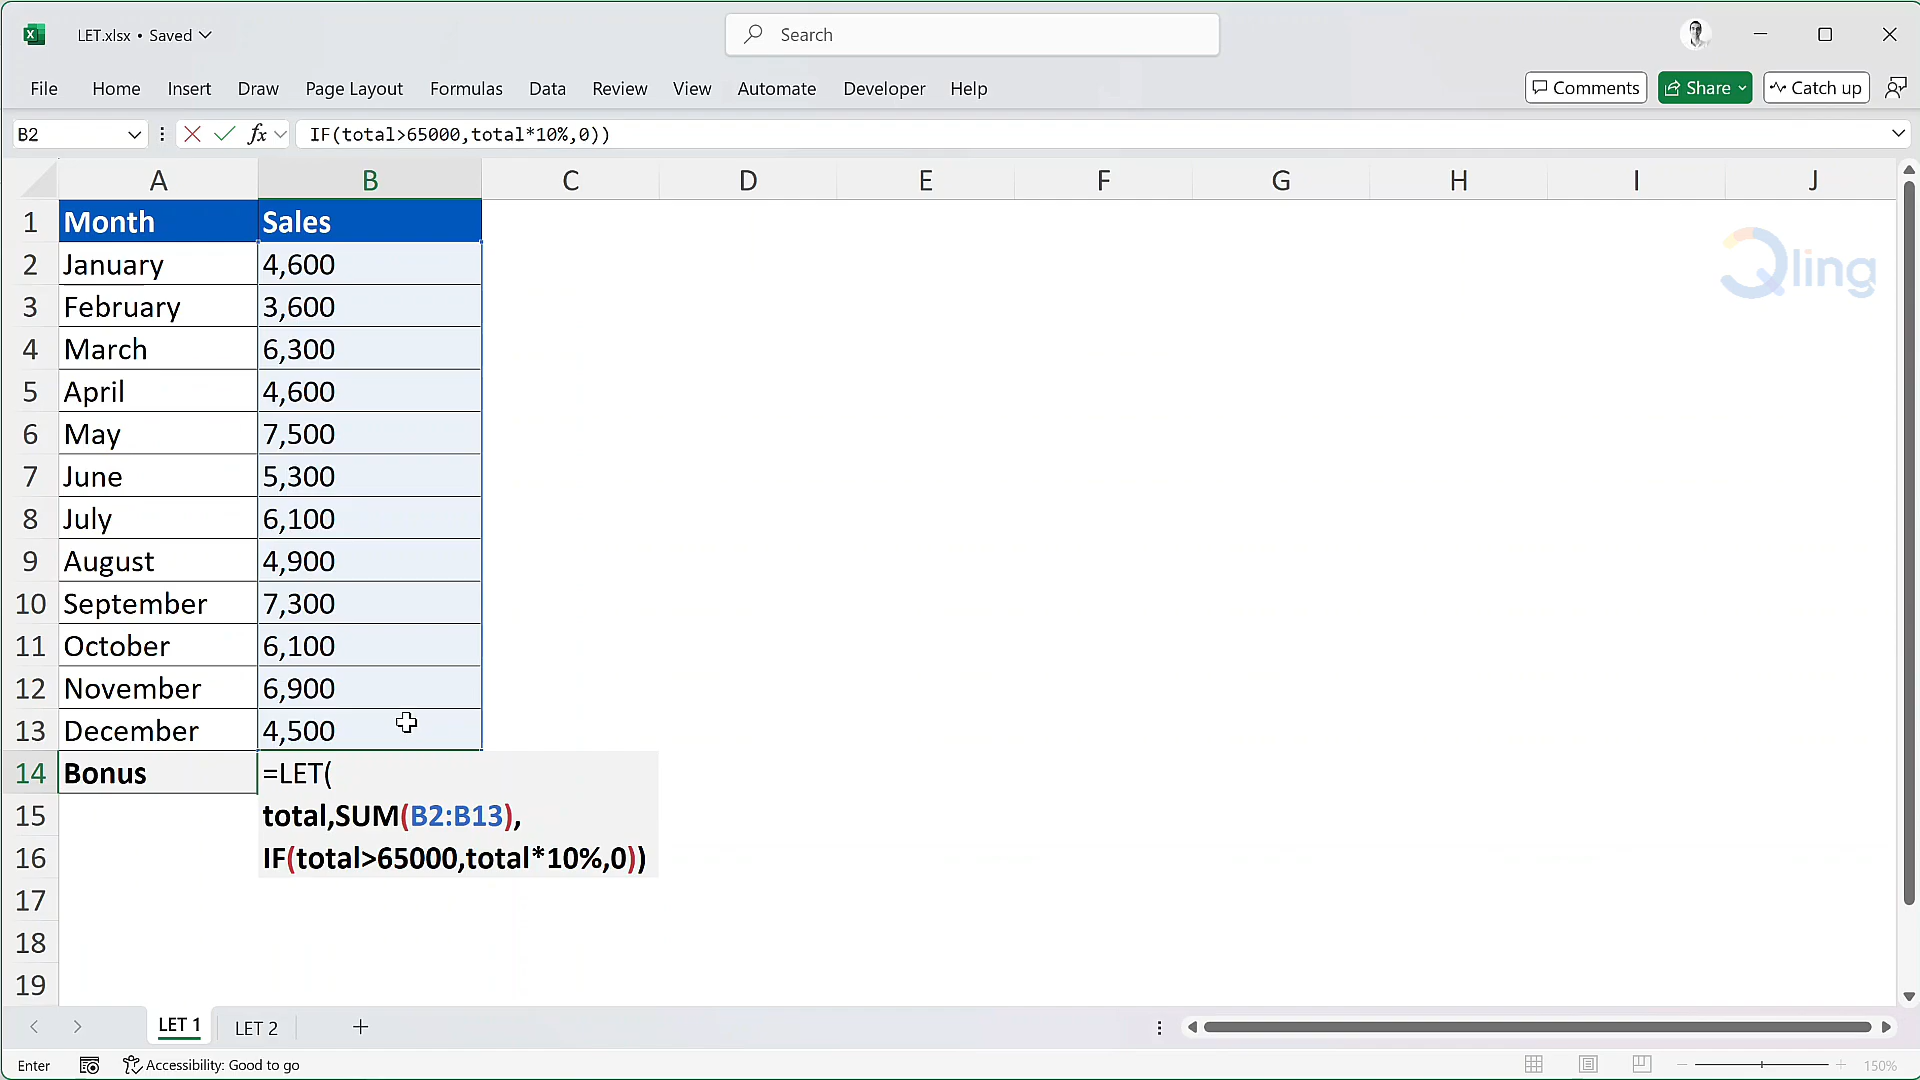 LET.xlsx • Saved
Search
File Home Insert Draw Page Layout Formulas Data Review View Automate Developer Help
Comments Share Catch up
B2 fx IF(total>65000,total*10%,0))
A B C D E F G H I J
1 Month Sales
2 January 4,600
3 February 3,600
4 March 6,300
5 April 4,600
6 May 7,500
7 June 5,300
8 July 6,100
9 August 4,900
10 September 7,300
11 October 6,100
12 November 6,900
13 December 4,500
14 Bonus =LET(
15 total,SUM(B2:B13),
16 IF(total>65000,total*10%,0))
17
18
19
Qling
LET 1 LET 2
Enter Accessibility: Good to go 150%